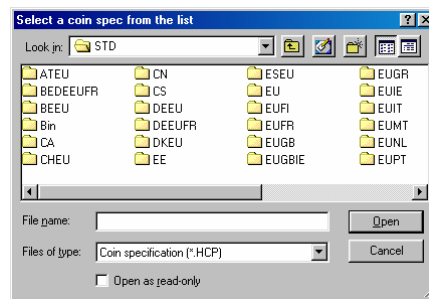 Select a coin spec from the list
Look in: STD
ATEU CN ESEU EUGR
BEDEEUFR CS EU EUIE
BEEU DEEU EUFI EUIT
Bin DEEUFR EUFR EUMT
CA DKEU EUGB EUNL
CHEU EE EUGBIE EUPT
File name: Open
Files of type: Coin specification (*.HCP) Cancel
Open as read-only